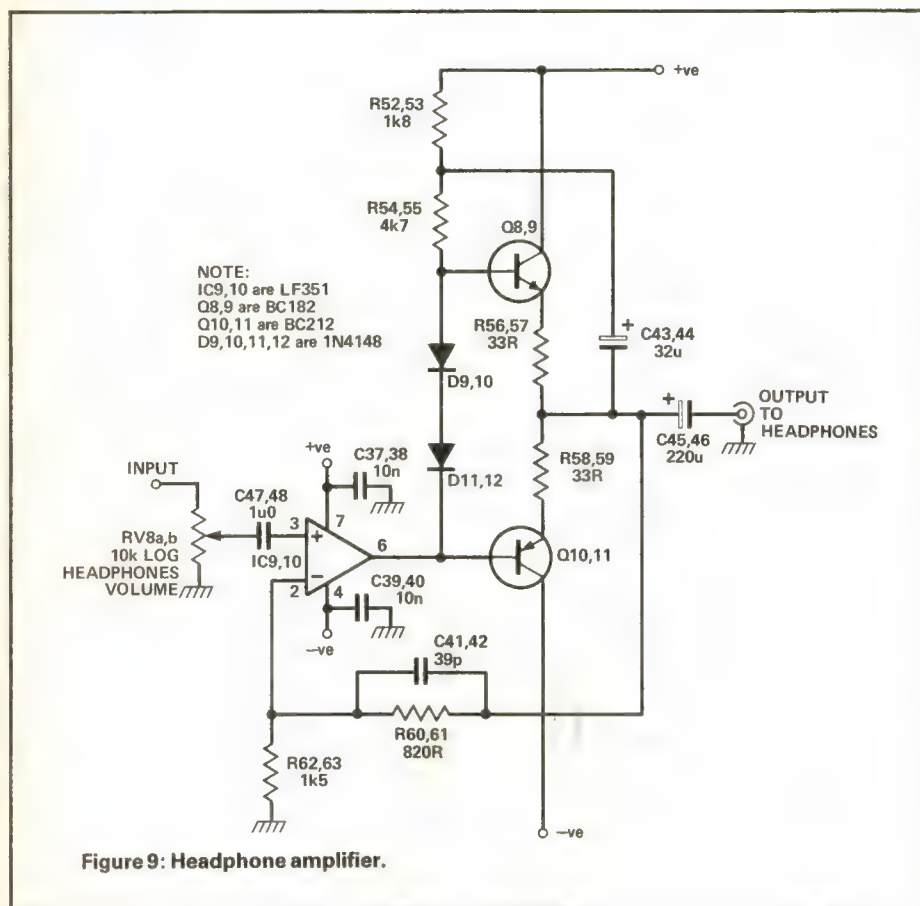 +ve
R52,53
1k8
R54,55
4k7
Q8,9
NOTE:
IC9,10 are LF351
Q8,9 are BC182
Q10,11 are BC212
D9,10,11,12 are 1N4148
R56,57
33R
C43,44
32u
+
D9,10
OUTPUT
TO
HEADPHONES
+
C45,46
220u
D11,12
R58,59
33R
INPUT
+ve
C37,38
10n
C47,48
1u0
3
+
7
6
RV8a,b
10k LOG
HEADPHONES
VOLUME
IC9,10
2
−
4
Q10,11
C39,40
10n
−ve
C41,42
39p
R60,61
820R
R62,63
1k5
−ve
Figure 9: Headphone amplifier.